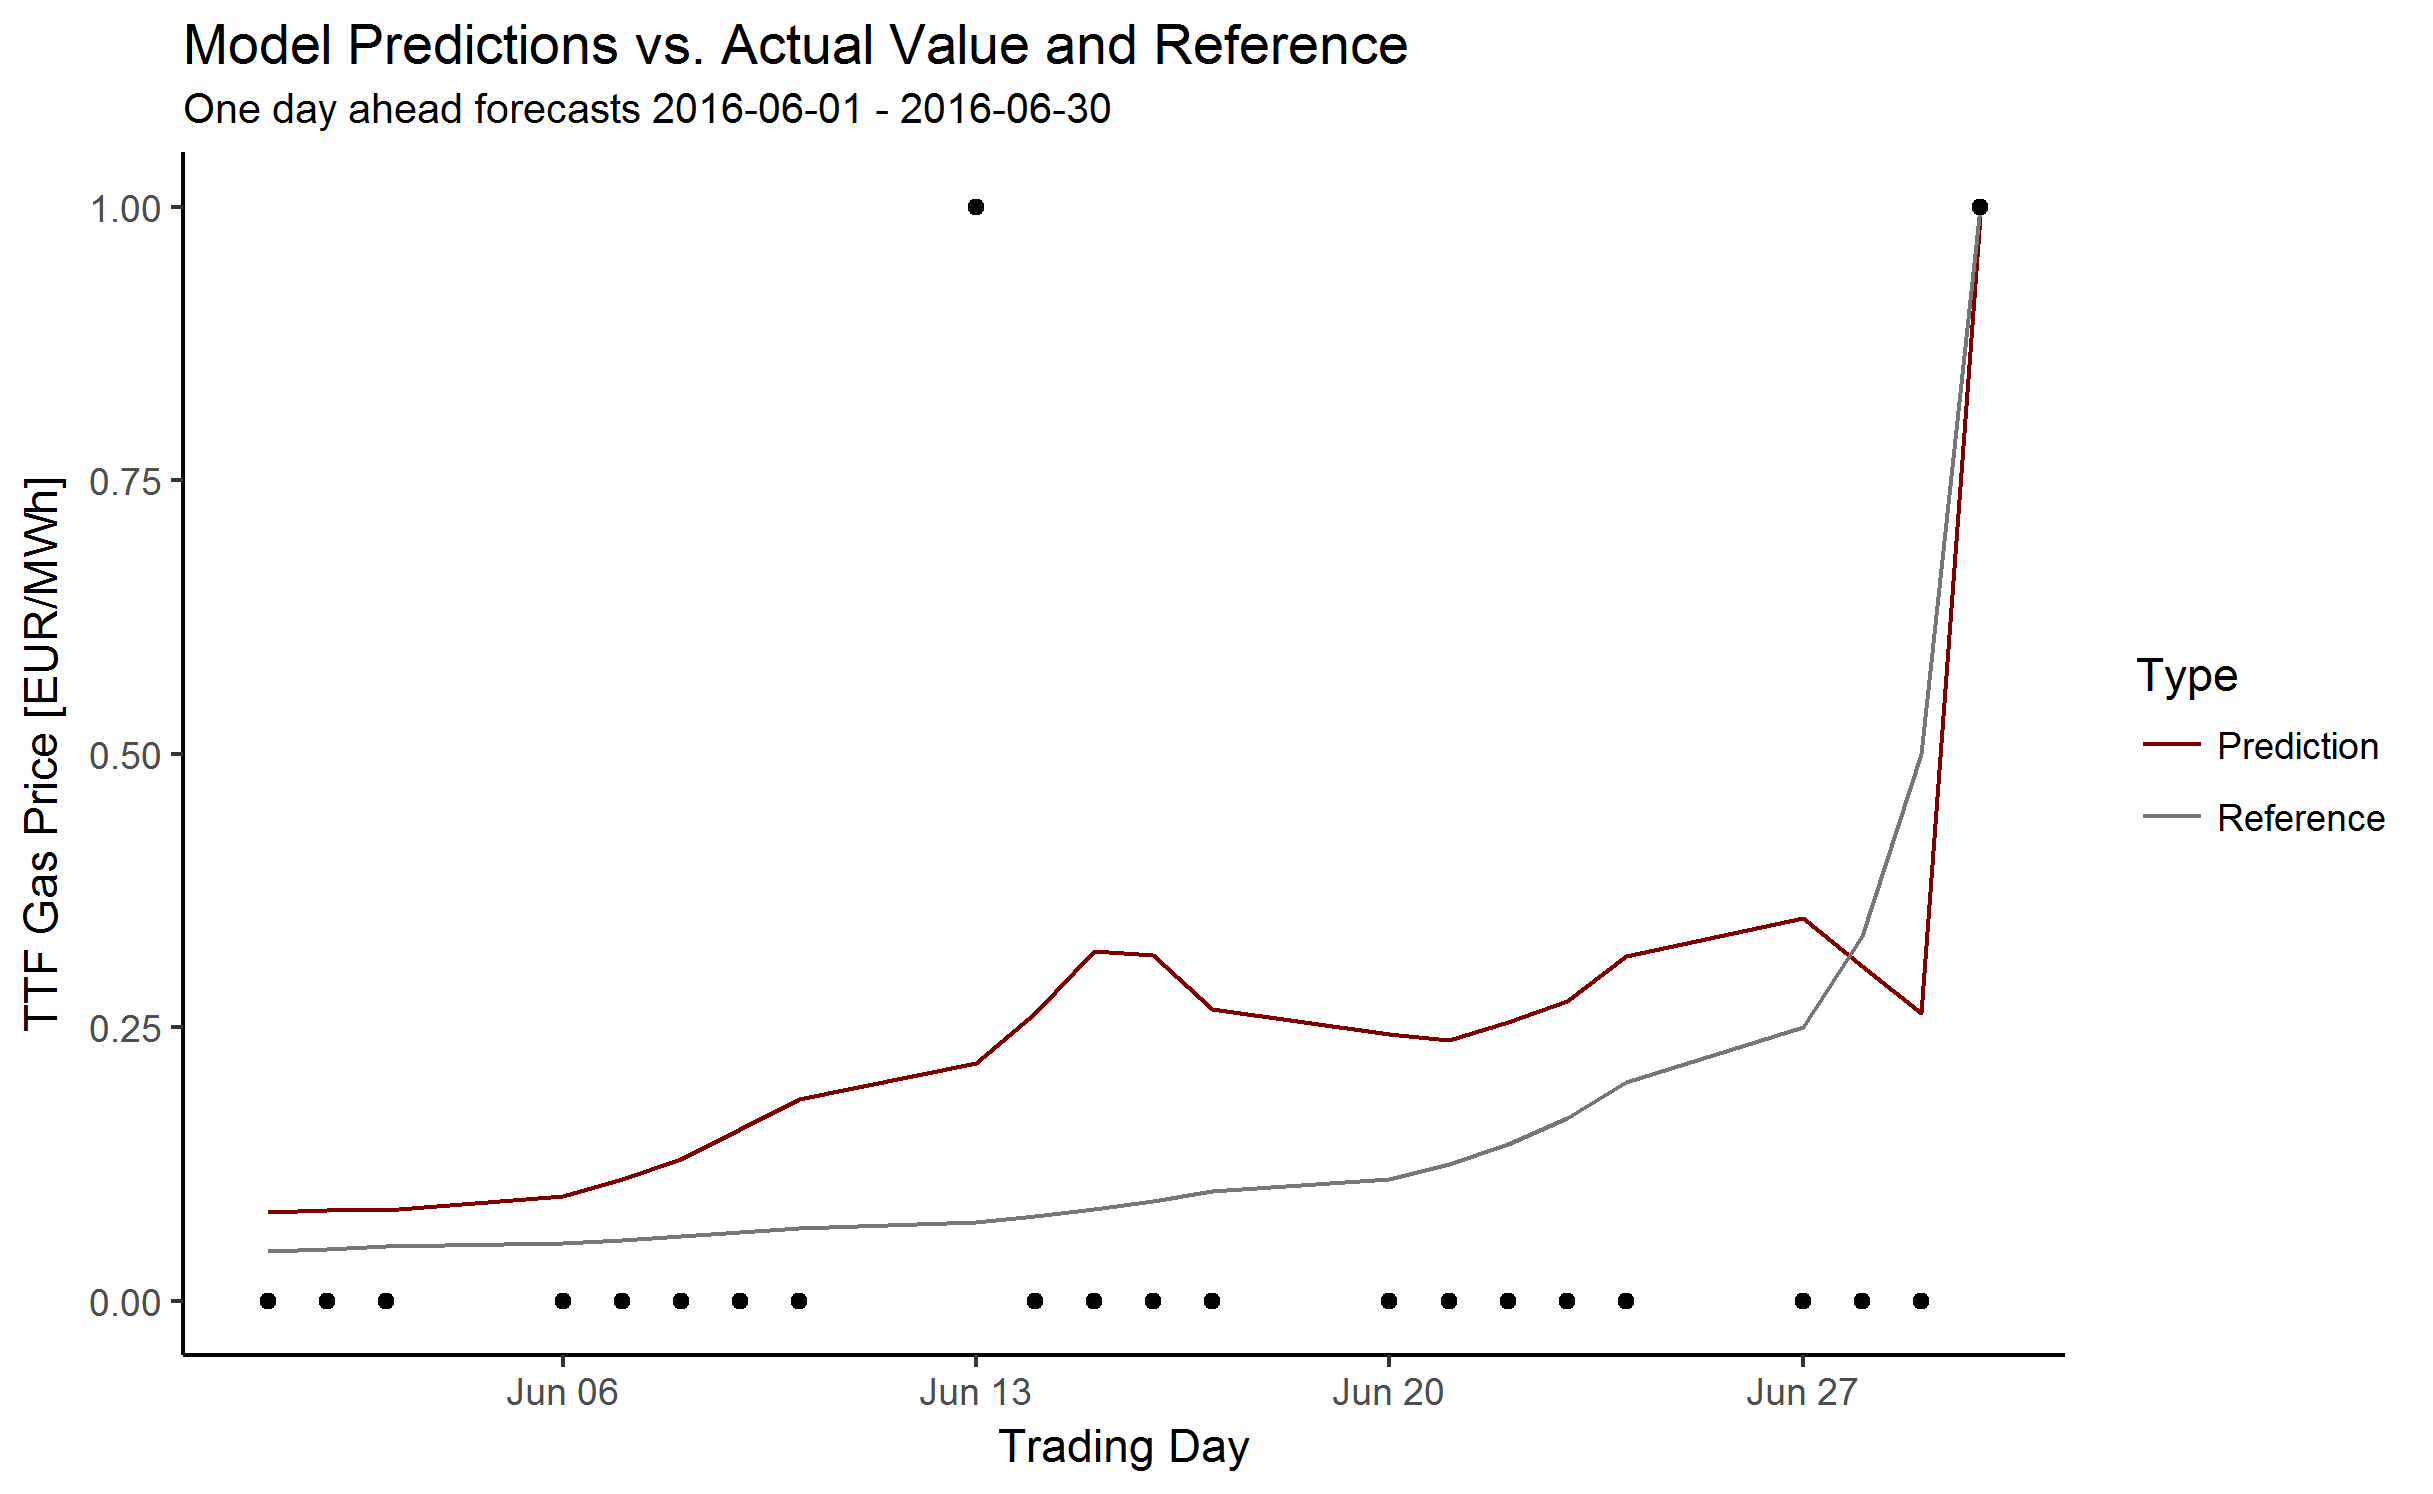 Model Predictions vs. Actual Value and Reference
One day ahead forecasts 2016-06-01 - 2016-06-30
TTF Gas Price [EUR/MWh]
1.00
0.75
0.50
0.25
0.00
Jun 06
Jun 13
Jun 20
Jun 27
Trading Day
Type
Prediction
Reference